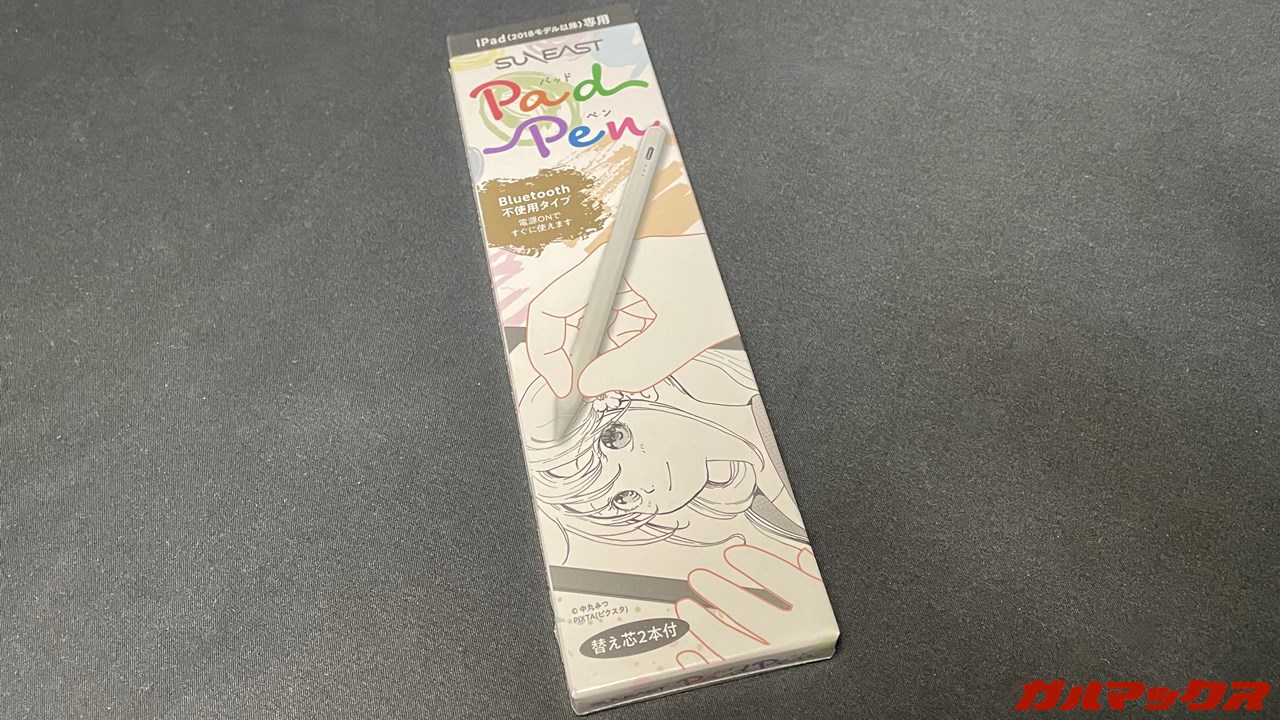 iPad(2018モデル以降)専用
SUNEAST
パッド
Pad
ペン
Pen
Bluetooth
不使用タイプ
電源ONで
すぐに使えます
© 中丸みつ
PIXTA(ピクスタ)
替え芯2本付
SUNEAST Pad Pen
ガルマックス